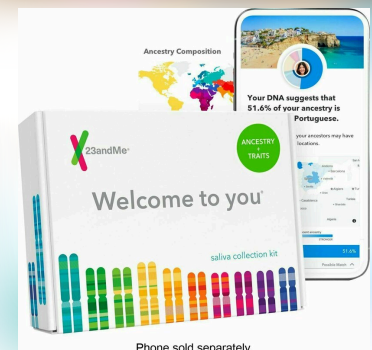 Ancestry Composition
Your DNA suggests that
51.6% of your ancestry is
Portuguese.
your ancestors may have
locations.
23andMe
ANCESTRY
+
TRAITS
Welcome to you
saliva collection kit
51.6%
Phone sold separately